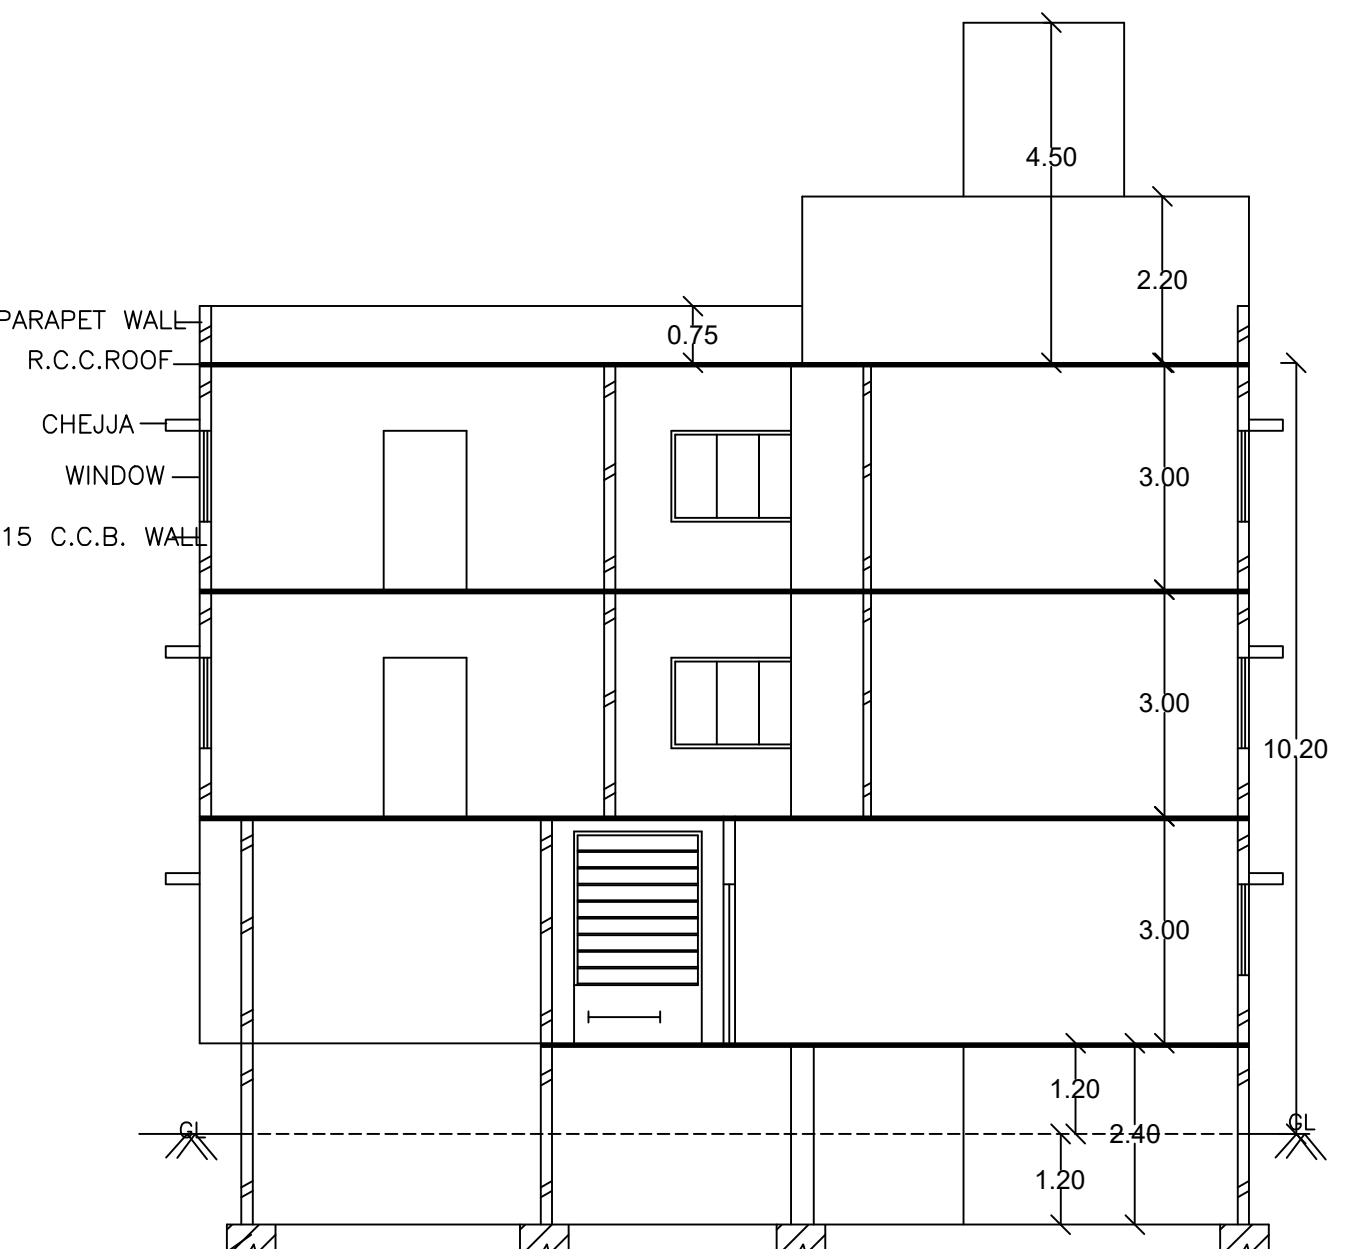 4.50
2.20
PARAPET WALL
0.75
R.C.C.ROOF
CHEJJA
WINDOW
3.00
15 C.C.B. WALL
3.00
10.20
3.00
1.20
GL
GL
2.40
1.20